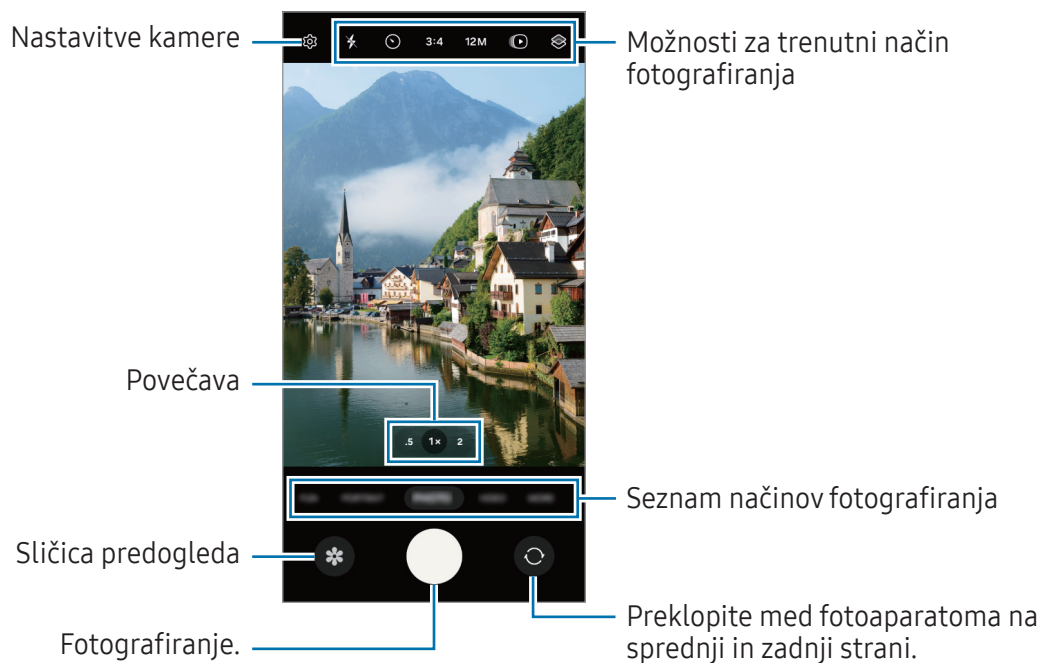 Nastavitve kamere
3:4 12M
Možnosti za trenutni način
fotografiranja
Povečava
.5 1× 2
PHOTO
Seznam načinov fotografiranja
Sličica predogleda
Fotografiranje.
Preklopite med fotoaparatoma na
sprednji in zadnji strani.